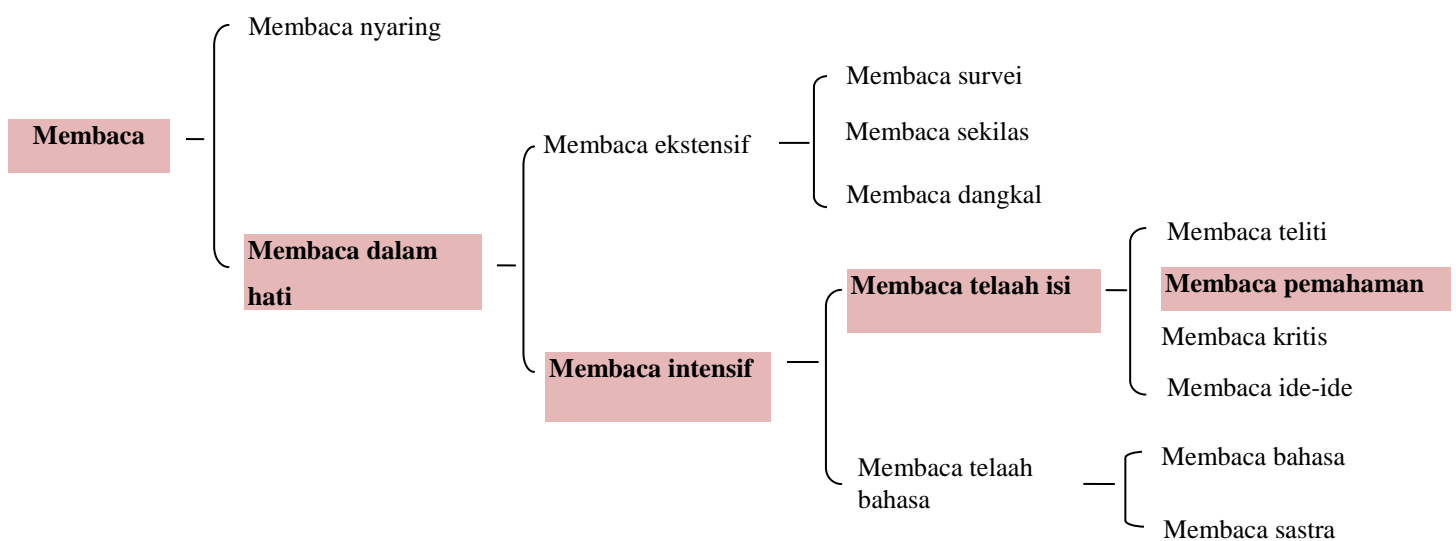 Membaca nyaring
Membaca survei
Membaca
Membaca sekilas
Membaca ekstensif
Membaca dangkal
Membaca teliti
Membaca dalam
hati
Membaca telaah isi
Membaca pemahaman
Membaca kritis
Membaca intensif
Membaca ide-ide
Membaca telaah
bahasa
Membaca bahasa
Membaca sastra